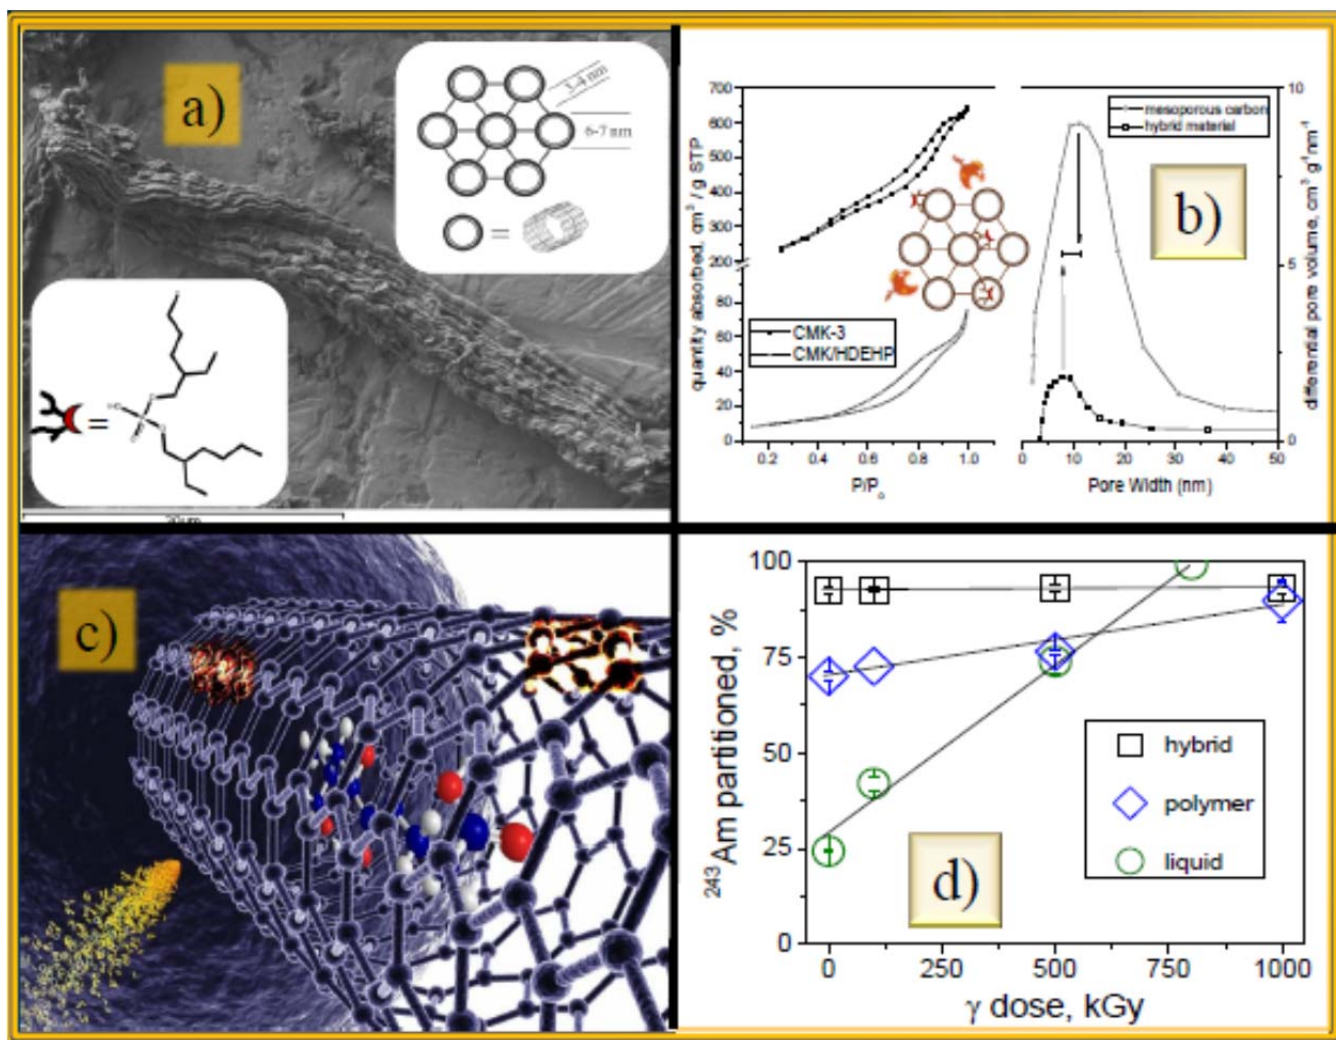 a)
3-4 nm
6-7 nm
=
=
HO
O
O
O
b)
quantity absorbed, cm³ / g STP
700
600
500
400
300
200
80
60
40
20
0
CMK-3
CMK/HDEHP
0.2 0.4 0.6 0.8 1.0
P/P₀
mesoporous carbon
hybrid material
10
5
0
differential pore volume, cm³ g⁻¹nm⁻¹
0 10 20 30 40 50
Pore Width (nm)
c)
d)
²⁴³Am partitioned, %
100
75
50
25
0
hybrid
polymer
liquid
0 250 500 750 1000
γ dose, kGy